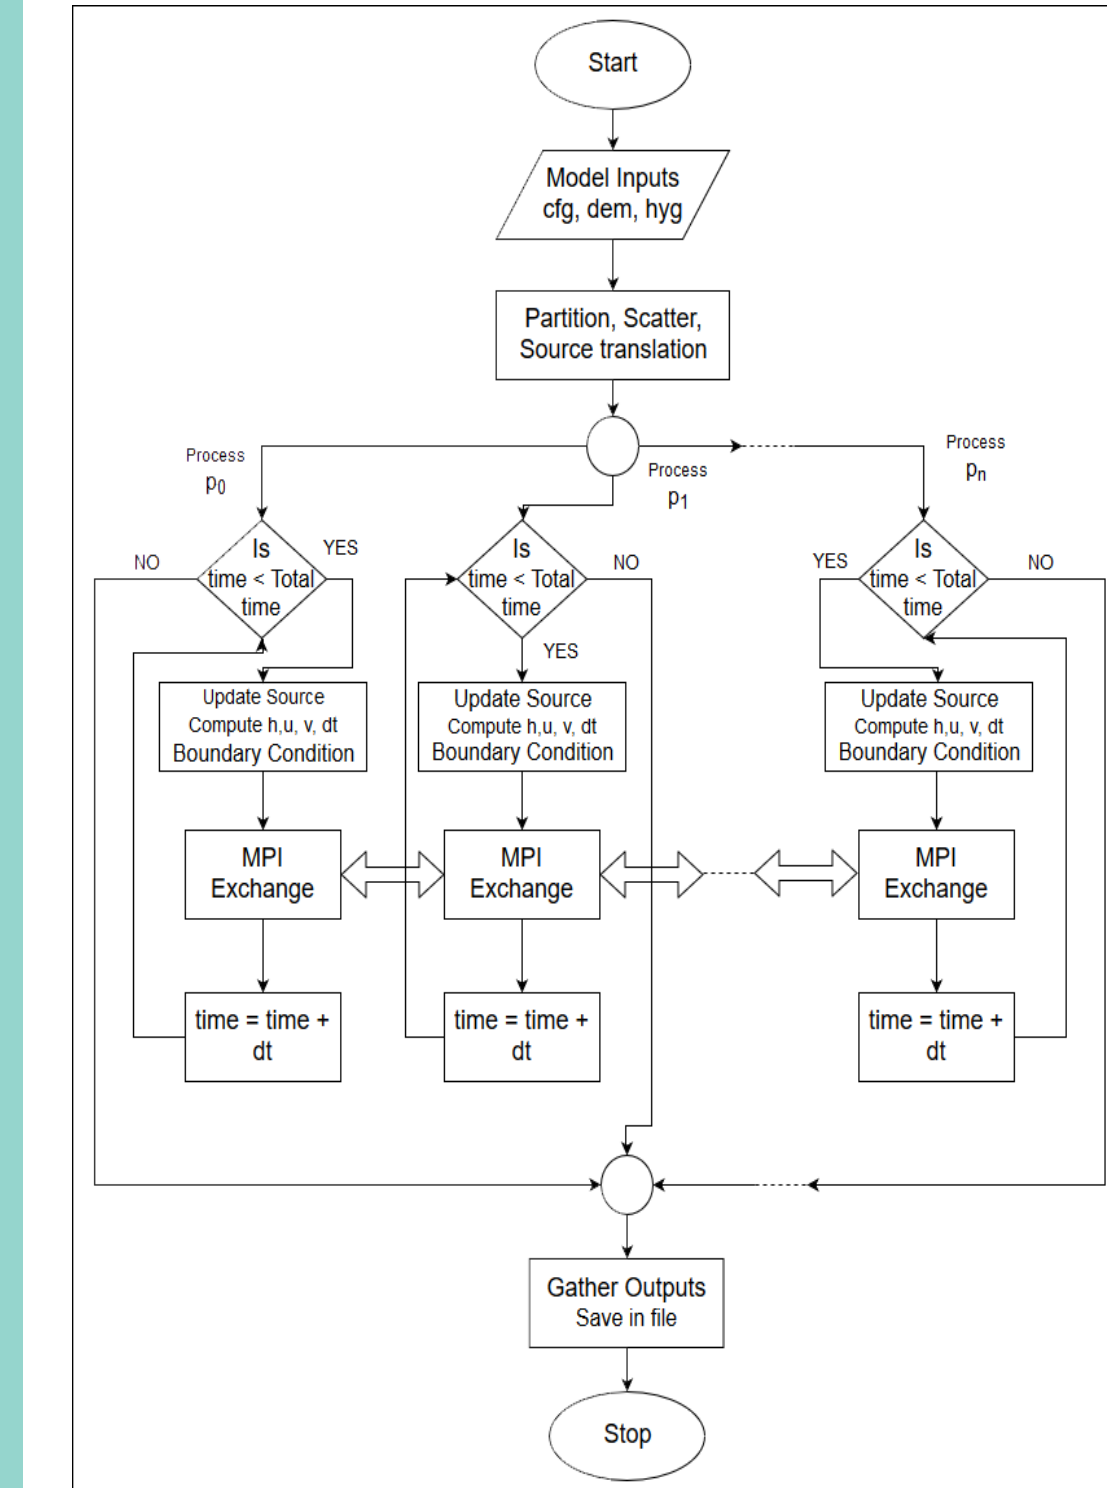 Start
Model Inputs
cfg, dem, hyg
Partition, Scatter,
Source translation
Process
p0
Process
p1
Process
pn
NO
Is
time < Total
time
YES
Is
time < Total
time
NO
YES
YES
Is
time < Total
time
NO
Update Source
Compute h,u, v, dt
Boundary Condition
Update Source
Compute h,u, v, dt
Boundary Condition
Update Source
Compute h,u, v, dt
Boundary Condition
MPI
Exchange
MPI
Exchange
MPI
Exchange
time = time +
dt
time = time +
dt
time = time +
dt
Gather Outputs
Save in file
Stop